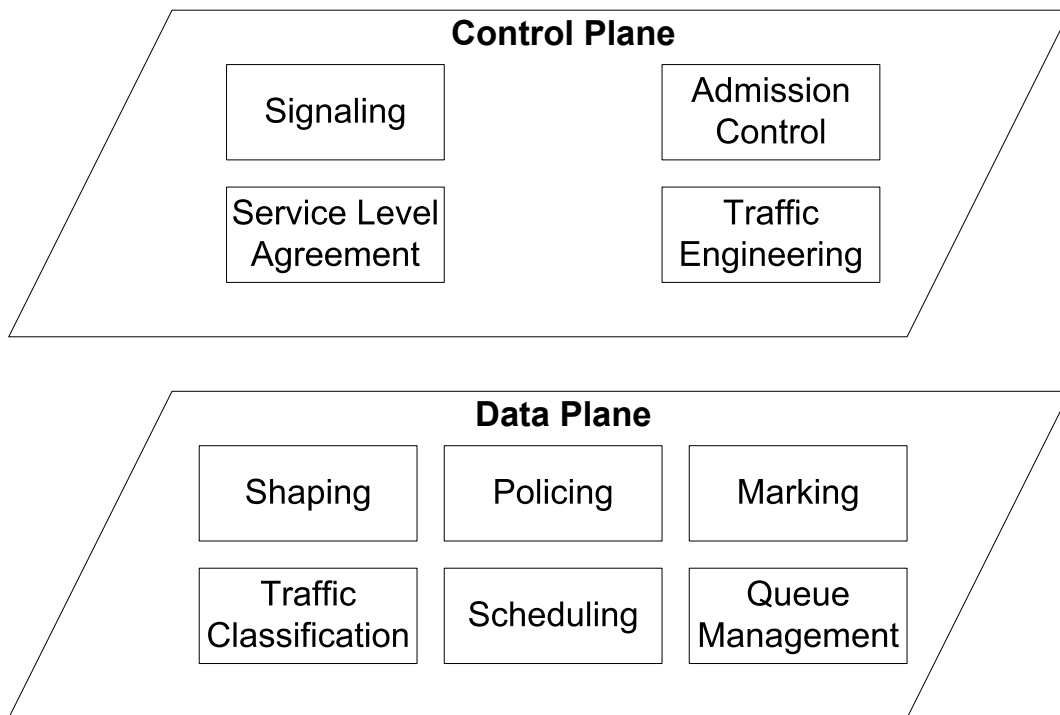 Control Plane
Signaling
Admission
Control
Service Level
Agreement
Traffic
Engineering
Data Plane
Shaping
Policing
Marking
Traffic
Classification
Scheduling
Queue
Management